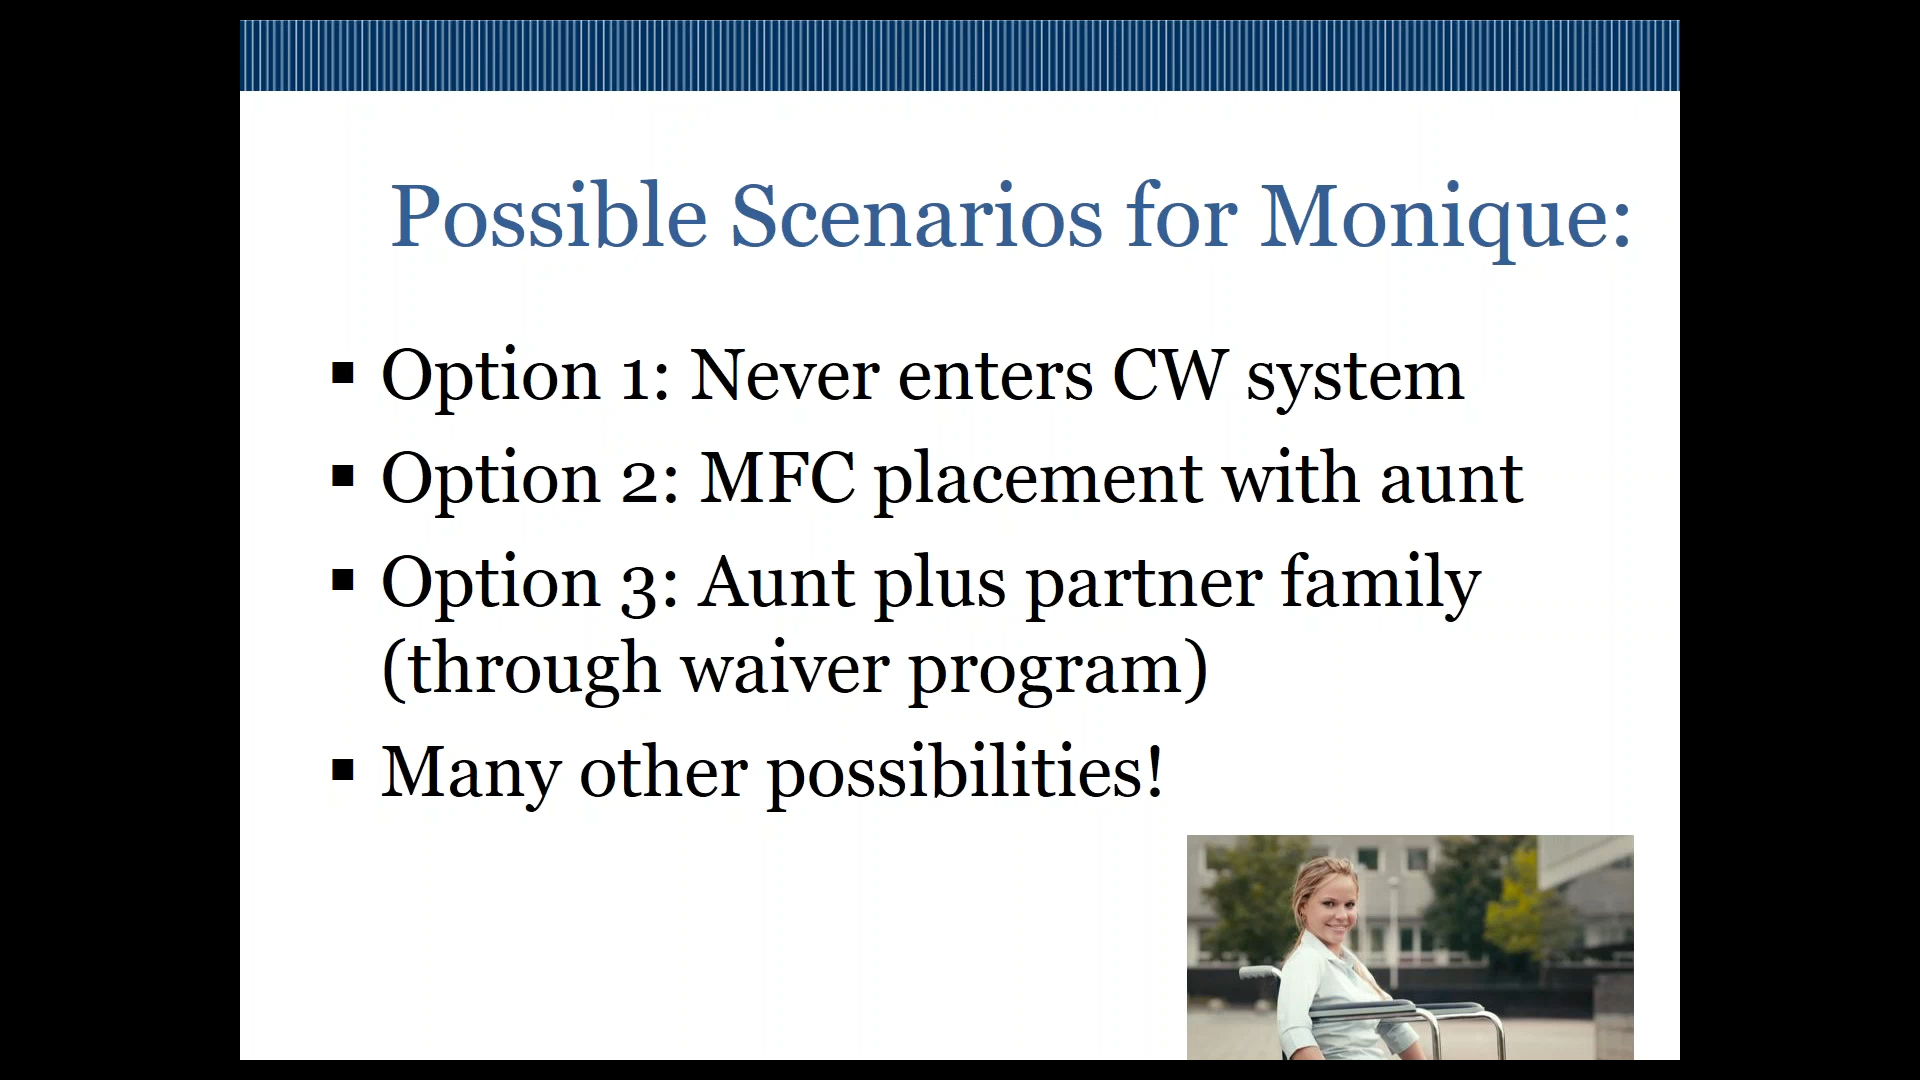 Possible Scenarios for Monique:
▪ Option 1: Never enters CW system
▪ Option 2: MFC placement with aunt
▪ Option 3: Aunt plus partner family
(through waiver program)
▪ Many other possibilities!